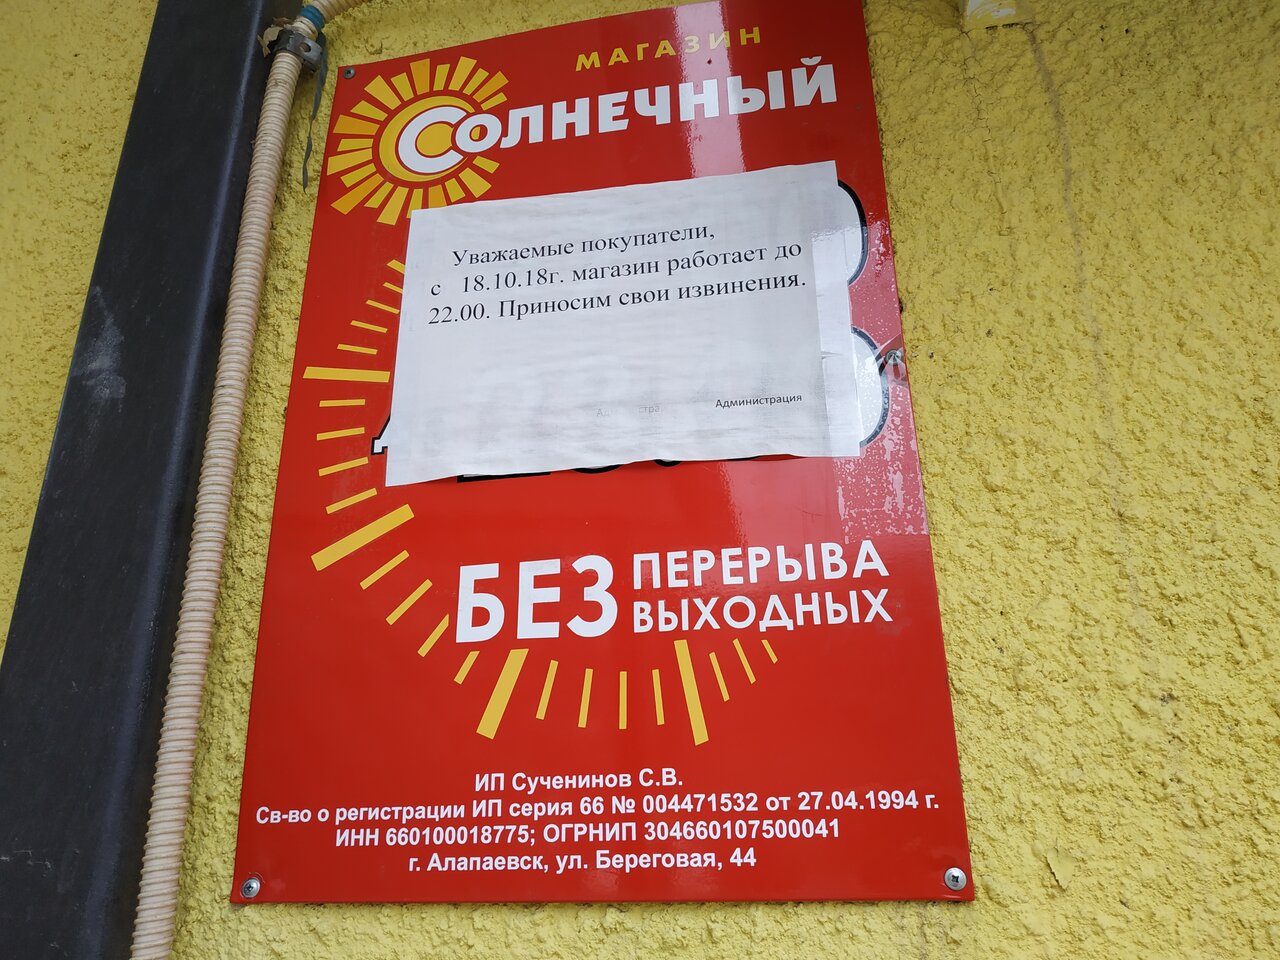 МАГАЗИН
СОЛНЕЧНЫЙ
Уважаемые покупатели,
с 18.10.18г. магазин работает до
22.00. Приносим свои извинения.
Администрация
БЕЗ ПЕРЕРЫВА
ВЫХОДНЫХ
ИП Сученинов С.В.
Св-во о регистрации ИП серия 66 № 004471532 от 27.04.1994 г.
ИНН 660100018775; ОГРНИП 304660107500041
г. Алапаевск, ул. Береговая, 44